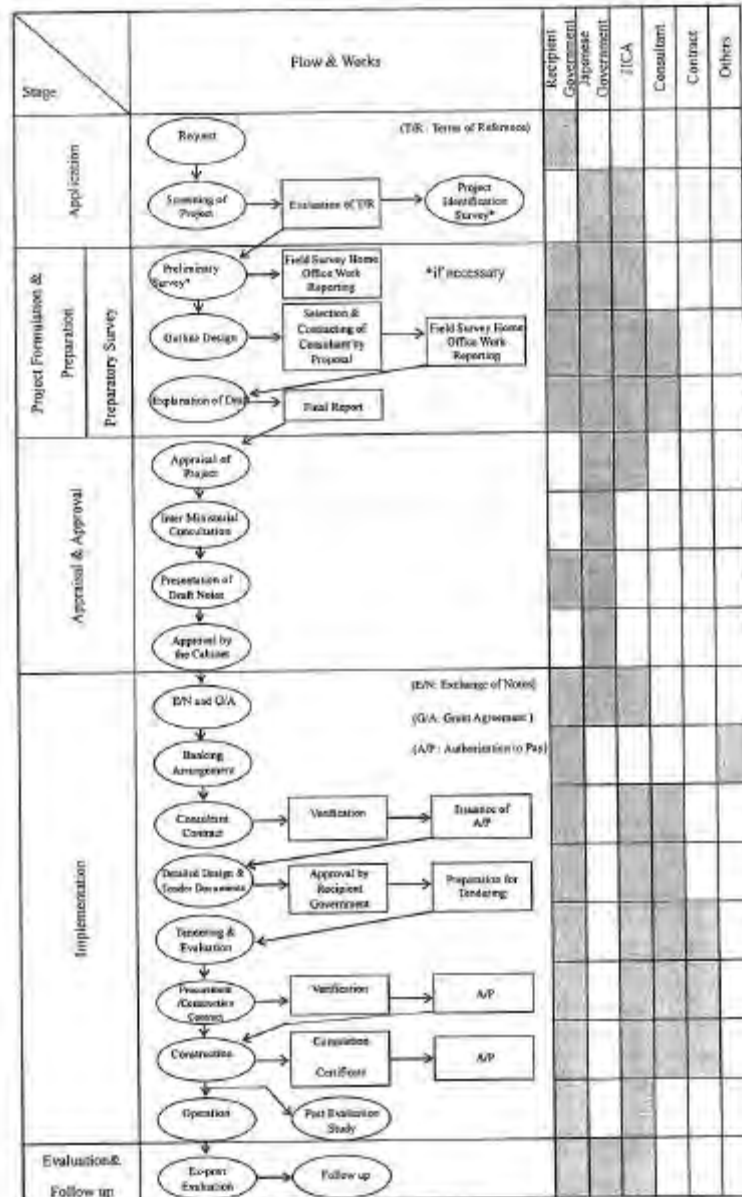 Stage
Flow & Works
Recipient
Government
Japanese
Government
JICA
Consultant
Contract
Others
Application
Request
(T/R : Terms of Reference)
Screening of
Project
Evaluation of T/R
Project
Identification
Survey*
Project Formulation &
Preparation
Preparatory Survey
Preliminary
Survey*
Field Survey Home
Office Work
Reporting
*if necessary
Outline Design
Selection &
Contracting of
Consultant by
Proposal
Field Survey Home
Office Work
Reporting
Explanation of Draft
Final Report
Appraisal & Approval
Appraisal of
Project
Inter Ministerial
Consultation
Presentation of
Draft Notes
Approval by
the Cabinet
Implementation
E/N and G/A
(E/N: Exchange of Notes)
(G/A: Grant Agreement )
(A/P : Authorization to Pay)
Banking
Arrangement
Consultant
Contract
Verification
Issuance of
A/P
Detailed Design &
Tender Documents
Approval by
Recipient
Government
Preparation for
Tendering
Tendering &
Evaluation
Procurement
/Construction
Contract
Verification
A/P
Construction
Completion
Certificate
A/P
Operation
Post Evaluation
Study
Evaluation&
Follow up
Ex-post
Evaluation
Follow up